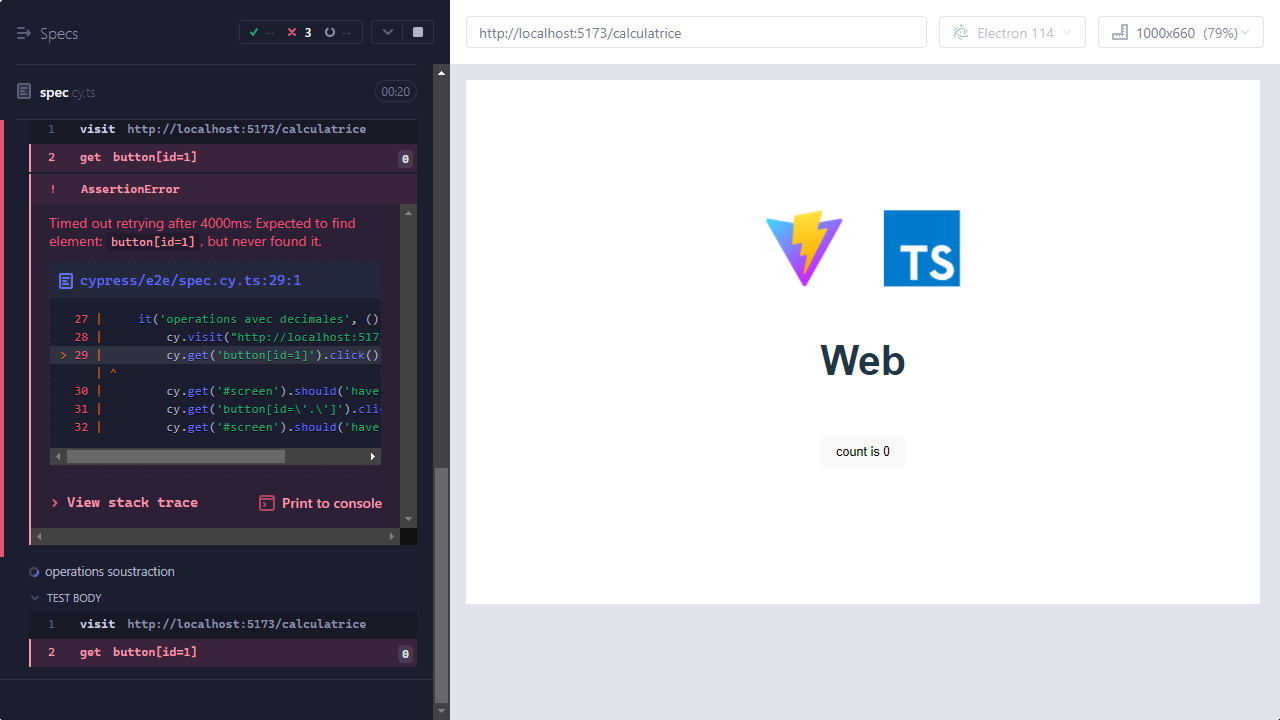 Specs
-- 3 --
spec.cy.ts
00:20
1 visit http://localhost:5173/calculatrice
2 get button[id=1] 0
! AssertionError
Timed out retrying after 4000ms: Expected to find
element: button[id=1], but never found it.
cypress/e2e/spec.cy.ts:29:1
27 | it('operations avec decimales', ()
28 | cy.visit("http://localhost:517
> 29 | cy.get('button[id=1]').click()
| ^
30 | cy.get('#screen').should('have
31 | cy.get('button[id=\'.\']').cli
32 | cy.get('#screen').should('have
> View stack trace
Print to console
operations soustraction
TEST BODY
1 visit http://localhost:5173/calculatrice
2 get button[id=1] 0
http://localhost:5173/calculatrice
Electron 114
1000x660 (79%)
TS
Web
count is 0